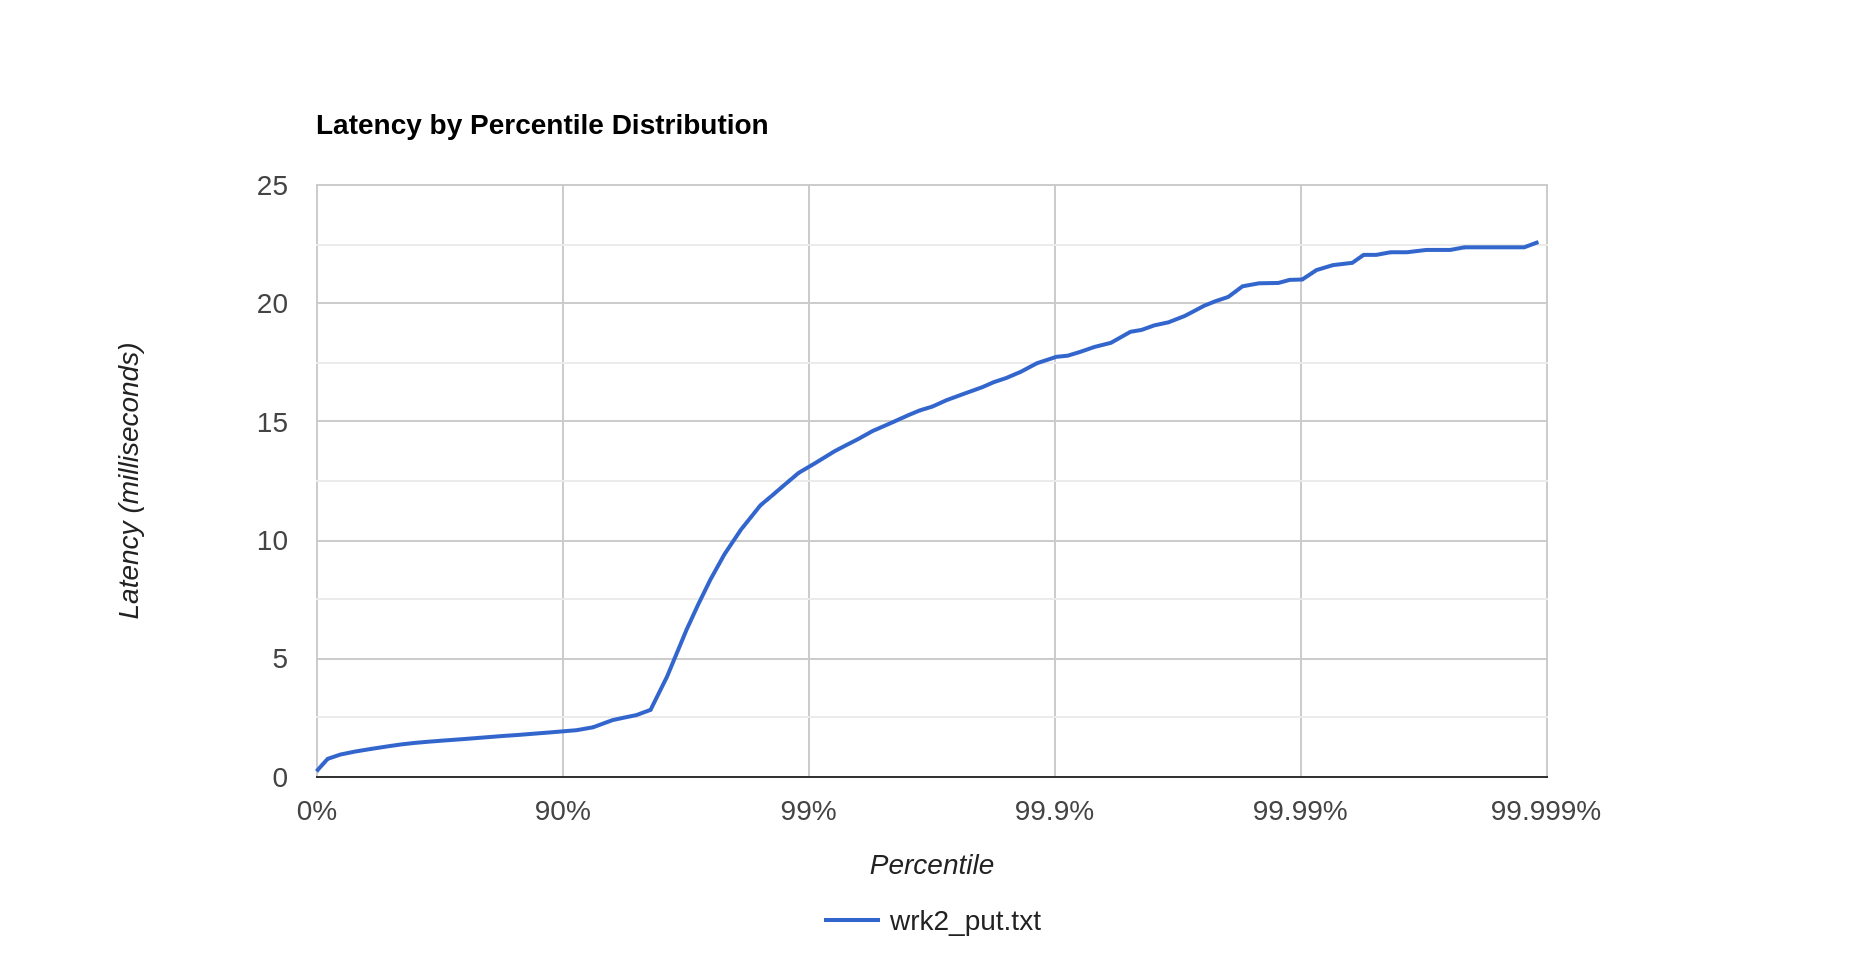 Latency by Percentile Distribution
Latency (milliseconds)
25
20
15
10
5
0
0% 90% 99% 99.9% 99.99% 99.999%
Percentile
wrk2_put.txt